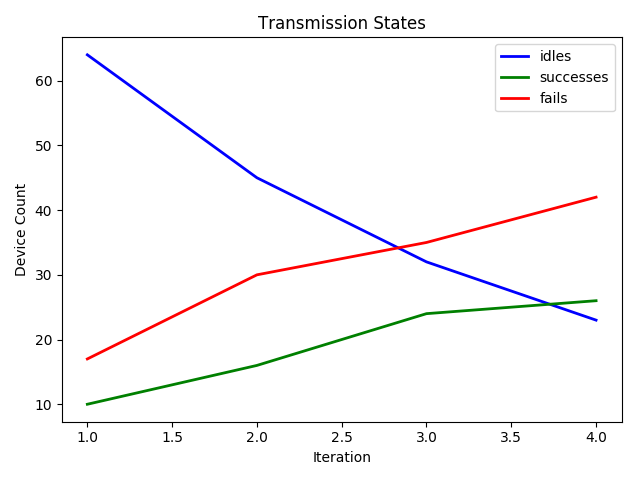 Transmission States
idles
successes
fails
60
50
40
30
20
10
Device Count
1.0 1.5 2.0 2.5 3.0 3.5 4.0
Iteration